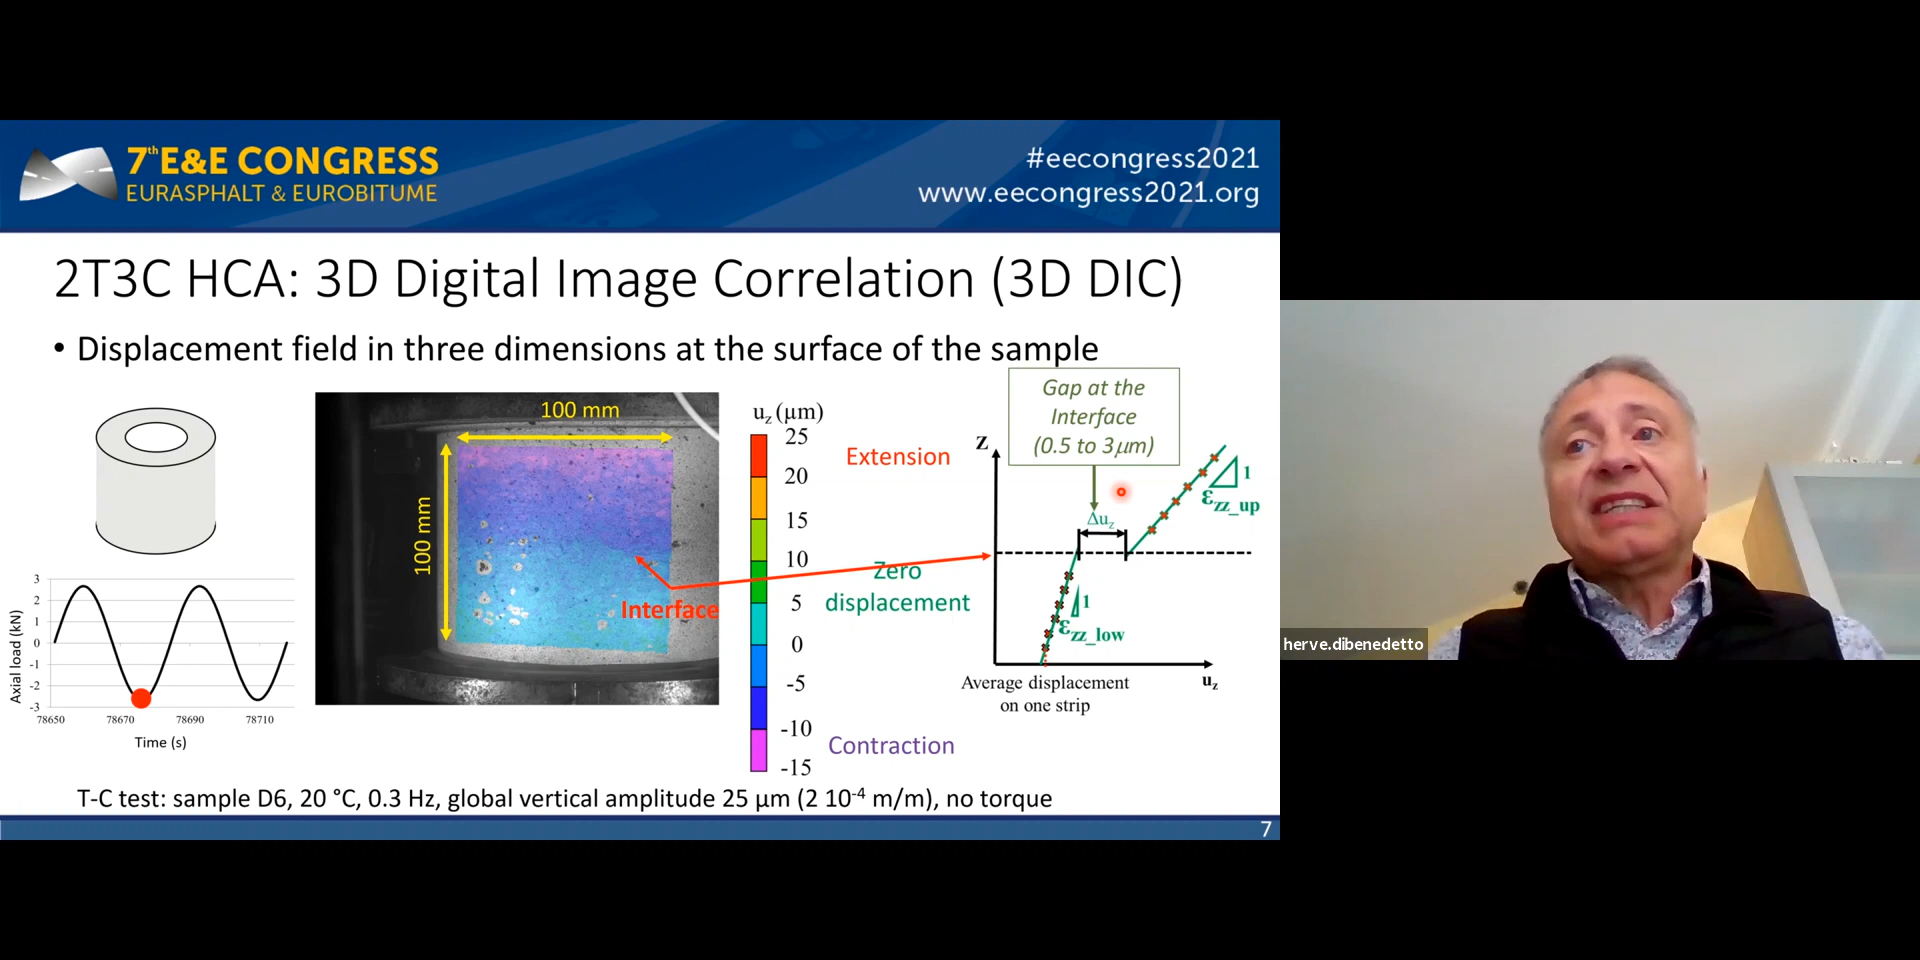 7th E&E CONGRESS
EURASPHALT & EUROBITUME
#eecongress2021
www.eecongress2021.org
2T3C HCA: 3D Digital Image Correlation (3D DIC)
• Displacement field in three dimensions at the surface of the sample
3
2
1
0
-1
-2
-3
Axial load (kN)
78650 78670 78690 78710
Time (s)
100 mm
100 mm
Interface
uz (µm)
25
20
15
10
5
0
-5
-10
-15
Extension
Zero
displacement
Contraction
Gap at the
Interface
(0.5 to 3µm)
z
Δuz
1
εzz_up
1
εzz_low
uz
Average displacement
on one strip
T-C test: sample D6, 20 °C, 0.3 Hz, global vertical amplitude 25 µm (2 10-4 m/m), no torque
7
herve.dibenedetto